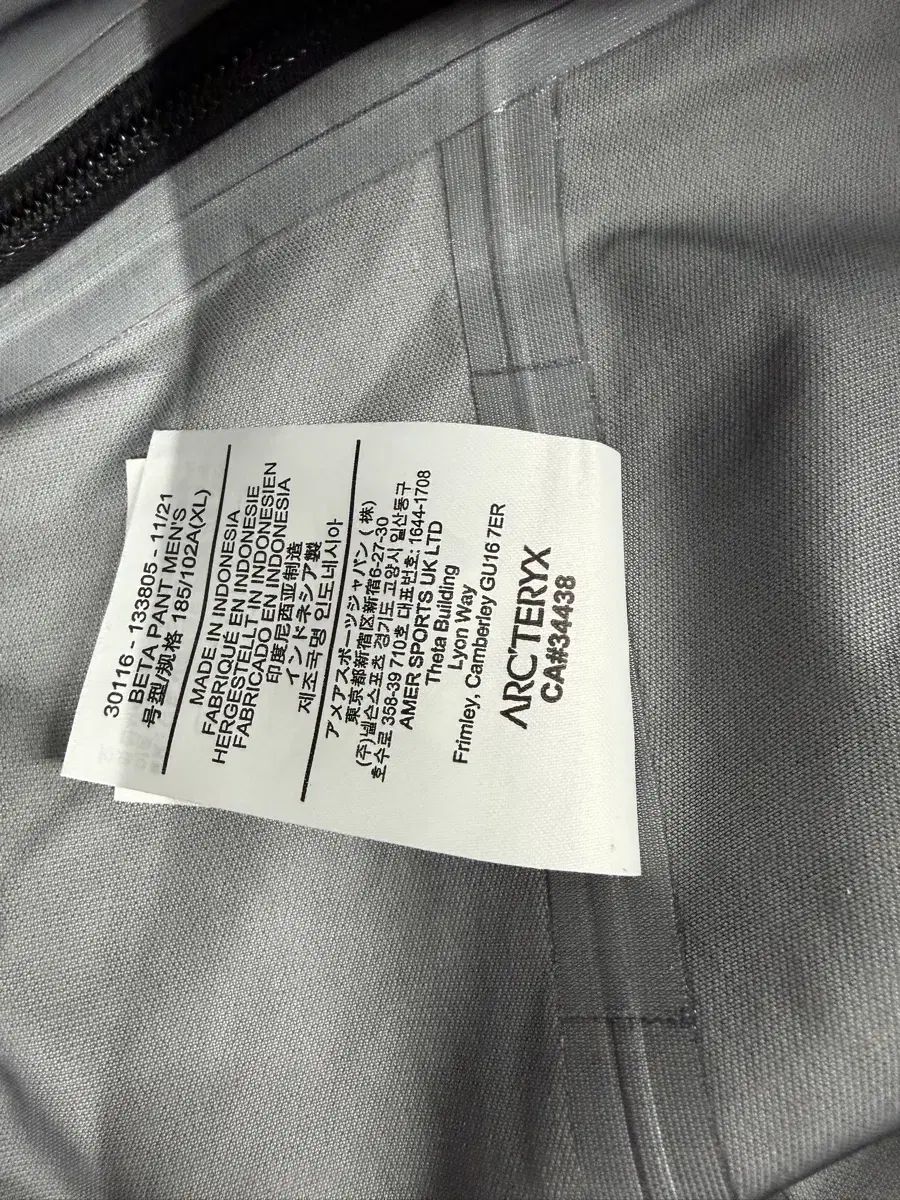 30116 - 133805 - 11/21
BETA PANT MEN'S
号型/规格 185/102A(XL)
MADE IN INDONESIA
FABRIQUÉ EN INDONESIE
HERGESTELLT IN INDONESIEN
FABRICADO EN INDONESIA
印度尼西亚制造
インドネシア製
제조국명 인도네시아
アメアスポーツジャパン(株)
東京都新宿区新宿6-27-30
(주)넬슨스포츠 경기도 고양시 일산동구
호수로 358-39 710호 대표번호: 1644-1708
AMER SPORTS UK LTD
Theta Building
Lyon Way
Frimley, Camberley GU16 7ER
ARC'TERYX
CA#34438